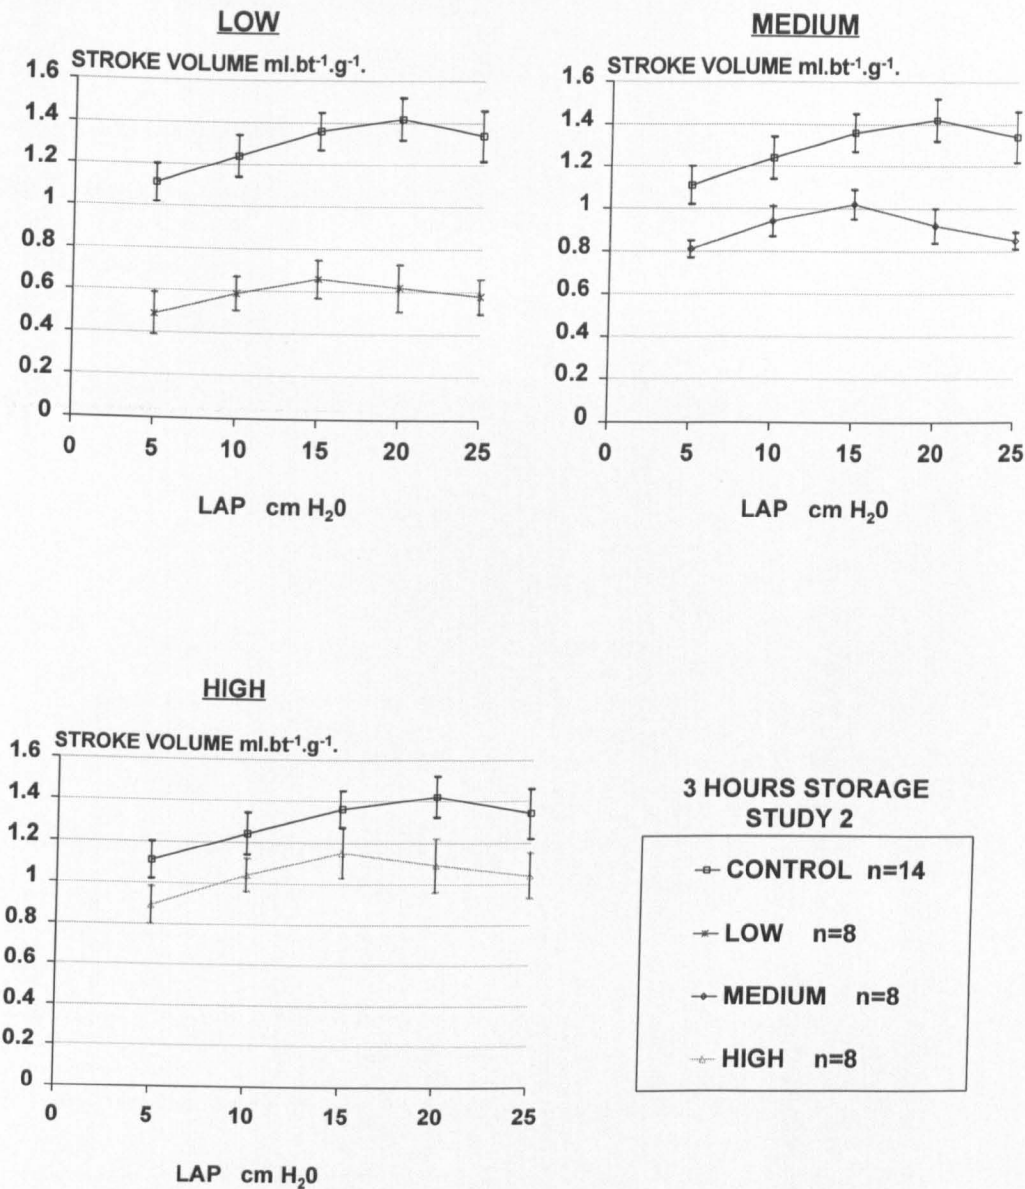 LOW
STROKE VOLUME ml.bt⁻¹.g⁻¹.
1.6
1.4
1.2
1
0.8
0.6
0.4
0.2
0
0 5 10 15 20 25
LAP cm H₂0
MEDIUM
STROKE VOLUME ml.bt⁻¹.g⁻¹.
1.6
1.4
1.2
1
0.8
0.6
0.4
0.2
0
0 5 10 15 20 25
LAP cm H₂0
HIGH
STROKE VOLUME ml.bt⁻¹.g⁻¹.
1.6
1.4
1.2
1
0.8
0.6
0.4
0.2
0
0 5 10 15 20 25
LAP cm H₂0
3 HOURS STORAGE
STUDY 2
CONTROL n=14
LOW n=8
MEDIUM n=8
HIGH n=8